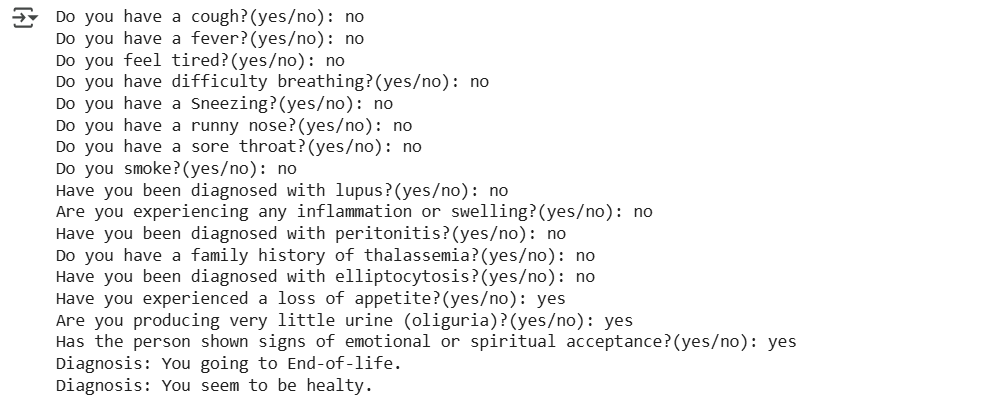 Do you have a cough?(yes/no): no
Do you have a fever?(yes/no): no
Do you feel tired?(yes/no): no
Do you have difficulty breathing?(yes/no): no
Do you have a Sneezing?(yes/no): no
Do you have a runny nose?(yes/no): no
Do you have a sore throat?(yes/no): no
Do you smoke?(yes/no): no
Have you been diagnosed with lupus?(yes/no): no
Are you experiencing any inflammation or swelling?(yes/no): no
Have you been diagnosed with peritonitis?(yes/no): no
Do you have a family history of thalassemia?(yes/no): no
Have you been diagnosed with elliptocytosis?(yes/no): no
Have you experienced a loss of appetite?(yes/no): yes
Are you producing very little urine (oliguria)?(yes/no): yes
Has the person shown signs of emotional or spiritual acceptance?(yes/no): yes
Diagnosis: You going to End-of-life.
Diagnosis: You seem to be healty.